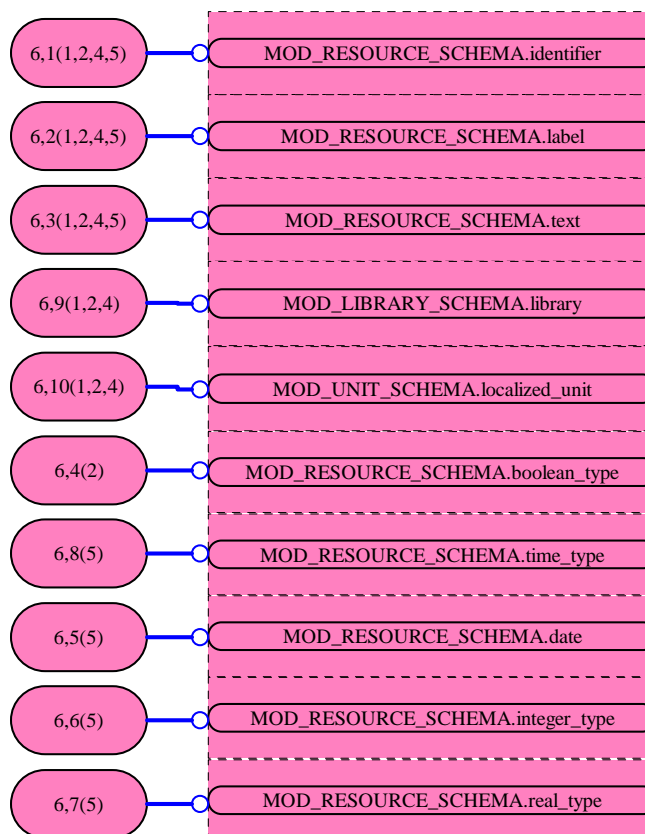 6,1(1,2,4,5) MOD_RESOURCE_SCHEMA.identifier
6,2(1,2,4,5) MOD_RESOURCE_SCHEMA.label
6,3(1,2,4,5) MOD_RESOURCE_SCHEMA.text
6,9(1,2,4) MOD_LIBRARY_SCHEMA.library
6,10(1,2,4) MOD_UNIT_SCHEMA.localized_unit
6,4(2) MOD_RESOURCE_SCHEMA.boolean_type
6,8(5) MOD_RESOURCE_SCHEMA.time_type
6,5(5) MOD_RESOURCE_SCHEMA.date
6,6(5) MOD_RESOURCE_SCHEMA.integer_type
6,7(5) MOD_RESOURCE_SCHEMA.real_type